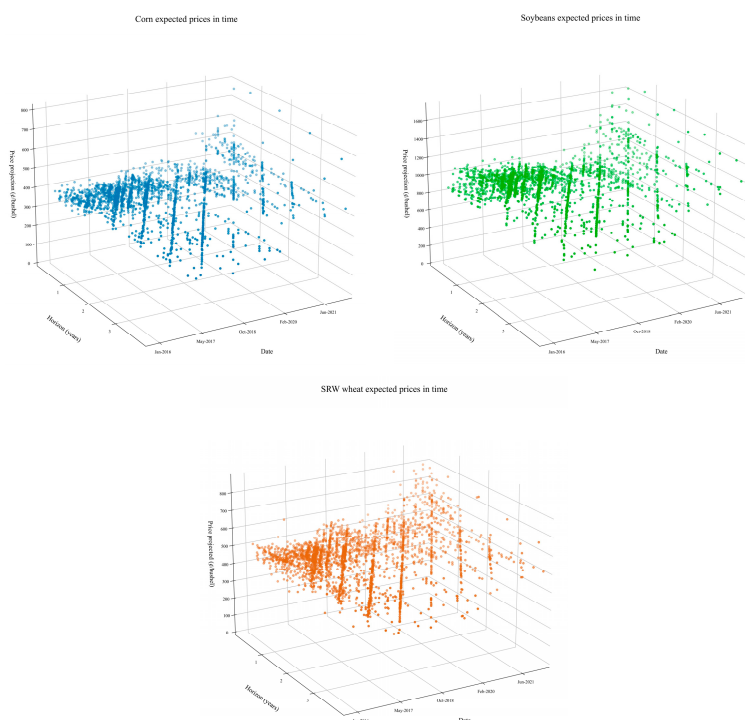 Corn expected prices in time
Soybeans expected prices in time
Price projection (¢/bushel)
800
700
600
500
400
300
200
100
0
1
2
3
Horizon (years)
Jan-2016
May-2017
Oct-2018
Feb-2020
Jun-2021
Date
Price projection (¢/bushel)
1600
1400
1200
1000
800
600
400
200
0
1
2
3
Horizon (years)
Jan-2016
May-2017
Oct-2018
Feb-2020
Jun-2021
Date
SRW wheat expected prices in time
Price projected (¢/bushel)
800
700
600
500
400
300
200
100
0
1
2
3
Horizon (years)
May-2017
Oct-2018
Feb-2020
Jun-2021
Date